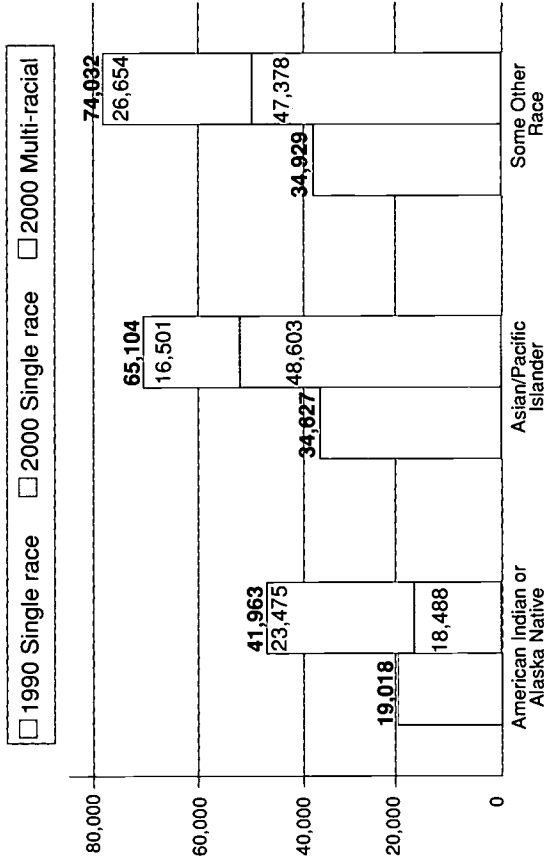 1990 Single race 2000 Single race 2000 Multi-racial
80,000
60,000
40,000
20,000
0
19,018
41,963
23,475
18,488
34,627
65,104
16,501
48,603
34,929
74,032
26,654
47,378
American Indian or
Alaska Native
Asian/Pacific
Islander
Some Other
Race